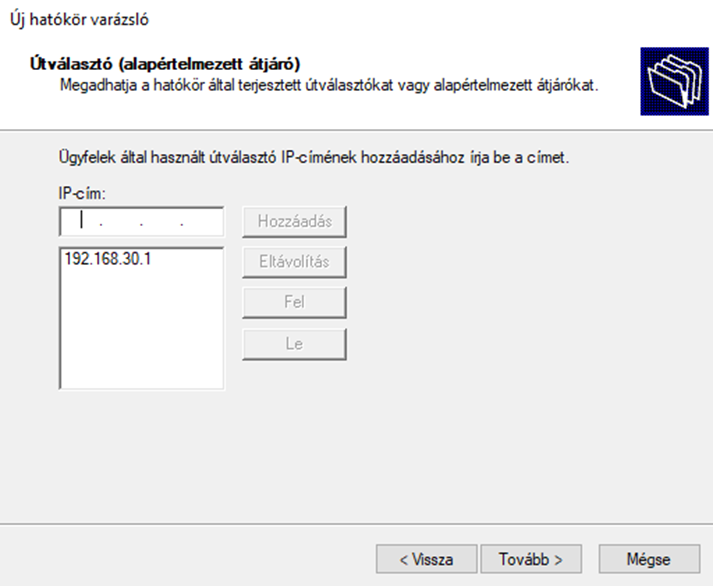 Új hatókör varázsló
Útválasztó (alapértelmezett átjáró)
Megadhatja a hatókör által terjesztett útválasztókat vagy alapértelmezett átjárókat.
Ügyfelek által használt útválasztó IP-címének hozzáadásához írja be a címet.
IP-cím:
. . .
Hozzáadás
192.168.30.1
Eltávolítás
Fel
Le
< Vissza
Tovább >
Mégse